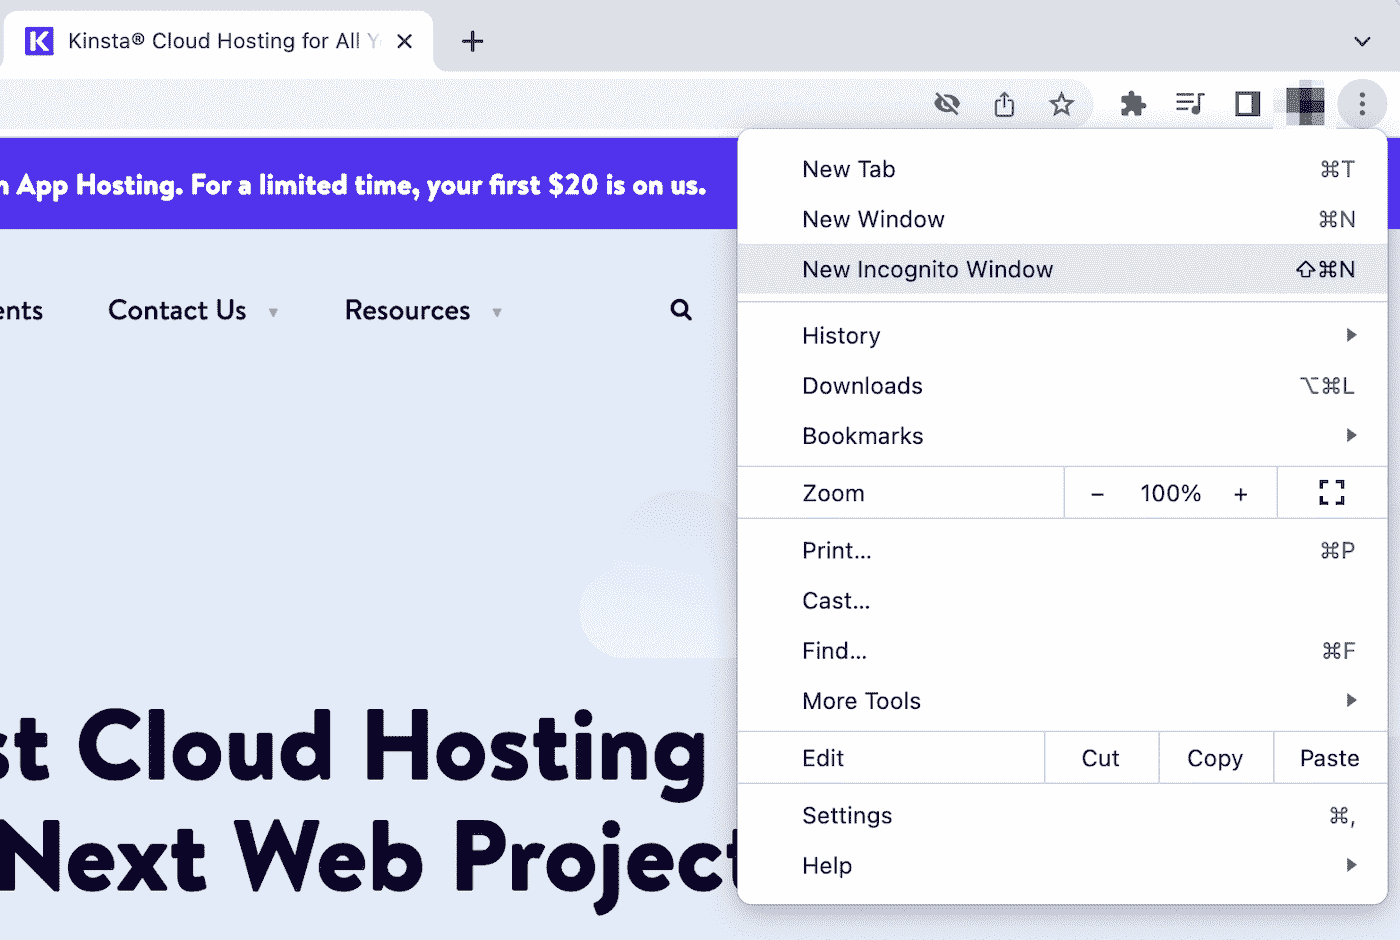 Kinsta® Cloud Hosting for All
App Hosting. For a limited time, your first $20 is on us.
Contact Us
Resources
Cloud Hosting
Next Web Project
New Tab ⌘T
New Window ⌘N
New Incognito Window ⇧⌘N
History
Downloads ⌥⌘L
Bookmarks
Zoom − 100% +
Print... ⌘P
Cast...
Find... ⌘F
More Tools
Edit Cut Copy Paste
Settings ⌘,
Help